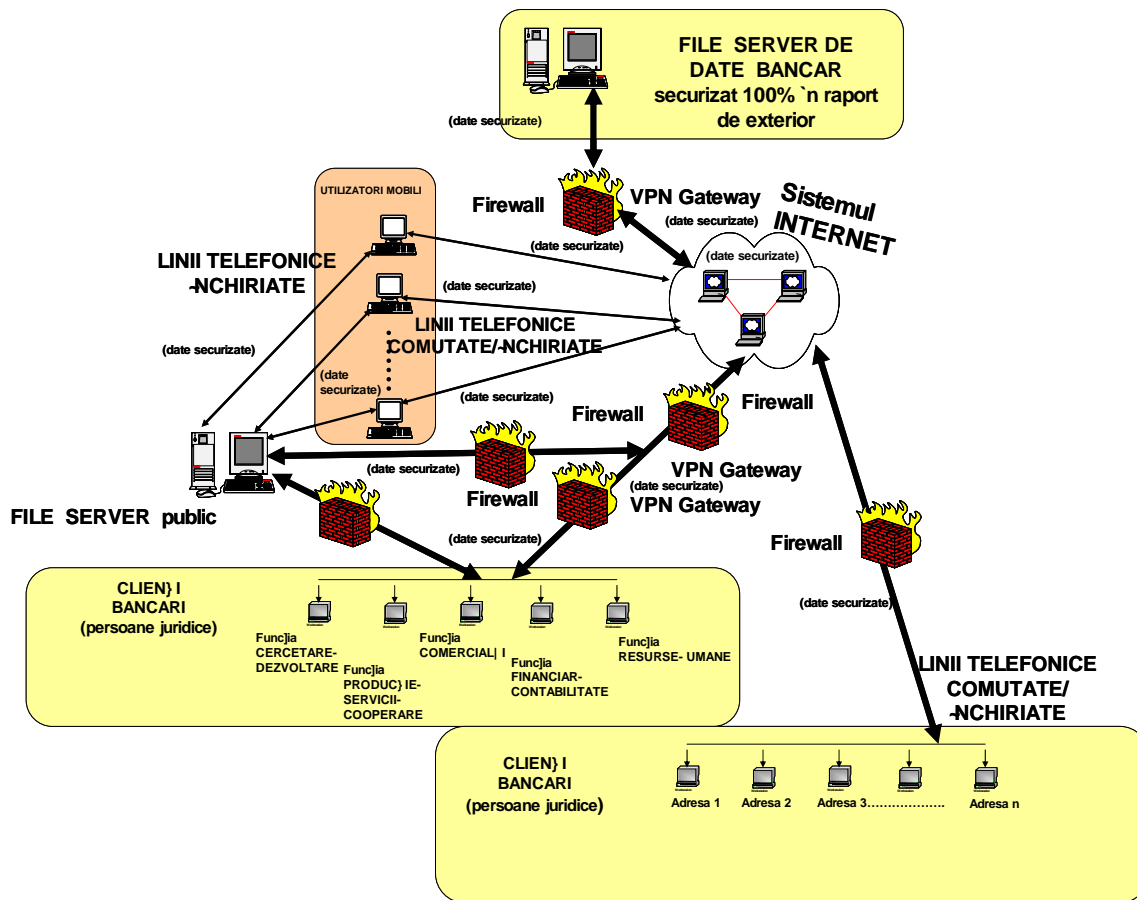 FILE SERVER DE
DATE BANCAR
securizat 100% `n raport
de exterior
(date securizate)
UTILIZATORI MOBILI
Firewall
VPN Gateway
(date securizate)
(date securizate)
Sistemul
INTERNET
(date securizate)
LINII TELEFONICE
~NCHIRIATE
(date securizate)
LINII TELEFONICE
COMUTATE/~NCHIRIATE
(date securizate)
(date
securizate)
(date securizate)
Firewall
Firewall
Firewall
(date securizate)
VPN Gateway
(date securizate)
VPN Gateway
Firewall
FILE SERVER public
(date securizate)
Firewall
(date securizate)
CLIEN} I
BANCARI
(persoane juridice)
Func]ia
CERCETARE-
DEZVOLTARE
Func]ia
PRODUC} IE-
SERVICII-
COOPERARE
Func]ia
COMERCIAL| I
Func]ia
FINANCIAR-
CONTABILITATE
Func]ia
RESURSE- UMANE
LINII TELEFONICE
COMUTATE/
~NCHIRIATE
CLIEN} I
BANCARI
(persoane juridice)
Adresa 1
Adresa 2
Adresa 3...................
Adresa n